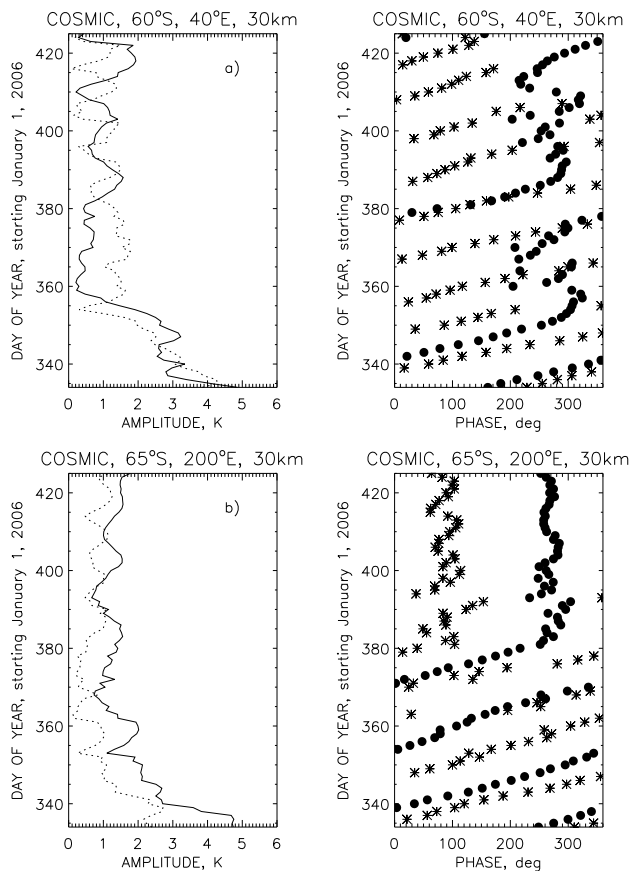 COSMIC, 60°S, 40°E, 30km
COSMIC, 60°S, 40°E, 30km
DAY OF YEAR, starting January 1, 2006
420
400
380
360
340
a)
0 1 2 3 4 5 6
AMPLITUDE, K
DAY OF YEAR, starting January 1, 2006
420
400
380
360
340
0 100 200 300
PHASE, deg
COSMIC, 65°S, 200°E, 30km
COSMIC, 65°S, 200°E, 30km
DAY OF YEAR, starting January 1, 2006
420
400
380
360
340
b)
0 1 2 3 4 5 6
AMPLITUDE, K
DAY OF YEAR, starting January 1, 2006
420
400
380
360
340
0 100 200 300
PHASE, deg